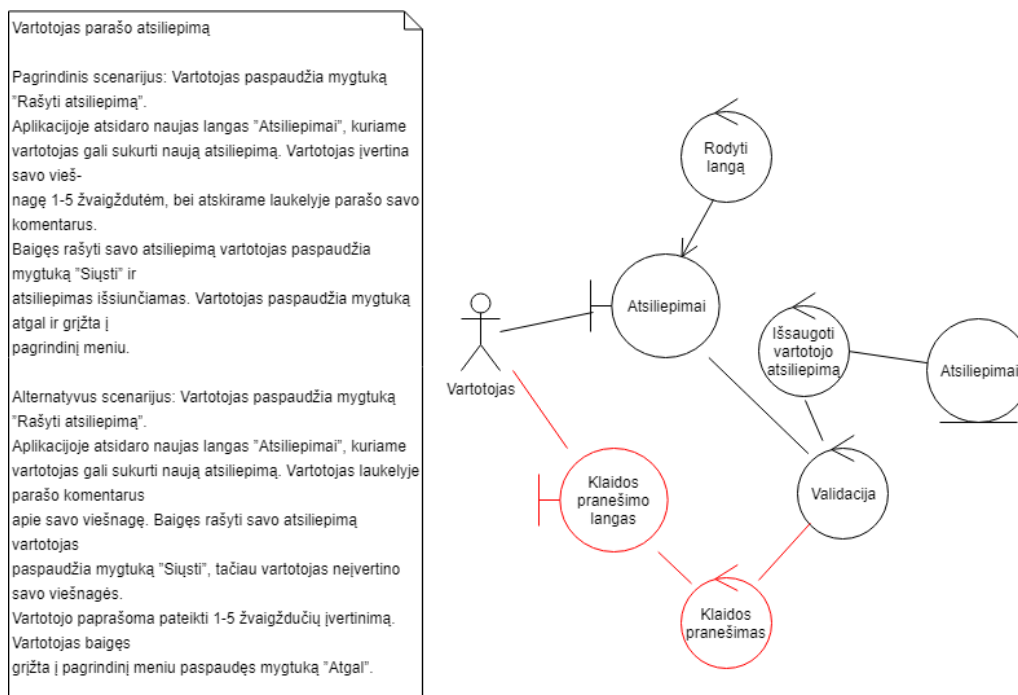 Vartotojas parašo atsiliepimą
Pagrindinis scenarijus: Vartotojas paspaudžia mygtuką
"Rašyti atsiliepimą".
Aplikacijoje atsidaro naujas langas "Atsiliepimai", kuriame
vartotojas gali sukurti naują atsiliepimą. Vartotojas įvertina
savo vieš-
nagę 1-5 žvaigždutėm, bei atskirame laukelyje parašo savo
komentarus.
Baigęs rašyti savo atsiliepimą vartotojas paspaudžia
mygtuką "Siųsti" ir
atsiliepimas išsiunčiamas. Vartotojas paspaudžia mygtuką
atgal ir grįžta į
pagrindinį meniu.
Alternatyvus scenarijus: Vartotojas paspaudžia mygtuką
"Rašyti atsiliepimą".
Aplikacijoje atsidaro naujas langas "Atsiliepimai", kuriame
vartotojas gali sukurti naują atsiliepimą. Vartotojas laukelyje
parašo komentarus
apie savo viešnagę. Baigęs rašyti savo atsiliepimą
vartotojas
paspaudžia mygtuką "Siųsti", tačiau vartotojas neįvertino
savo viešnagės.
Vartotojo paprašoma pateikti 1-5 žvaigždučių įvertinimą.
Vartotojas baigęs
grįžta į pagrindinį meniu paspaudęs mygtuką "Atgal".
Rodyti
langą
Atsiliepimai
Vartotojas
Išsaugoti
vartotojo
atsiliepimą
Atsiliepimai
Klaidos
pranešimo
langas
Validacija
Klaidos
pranešimas